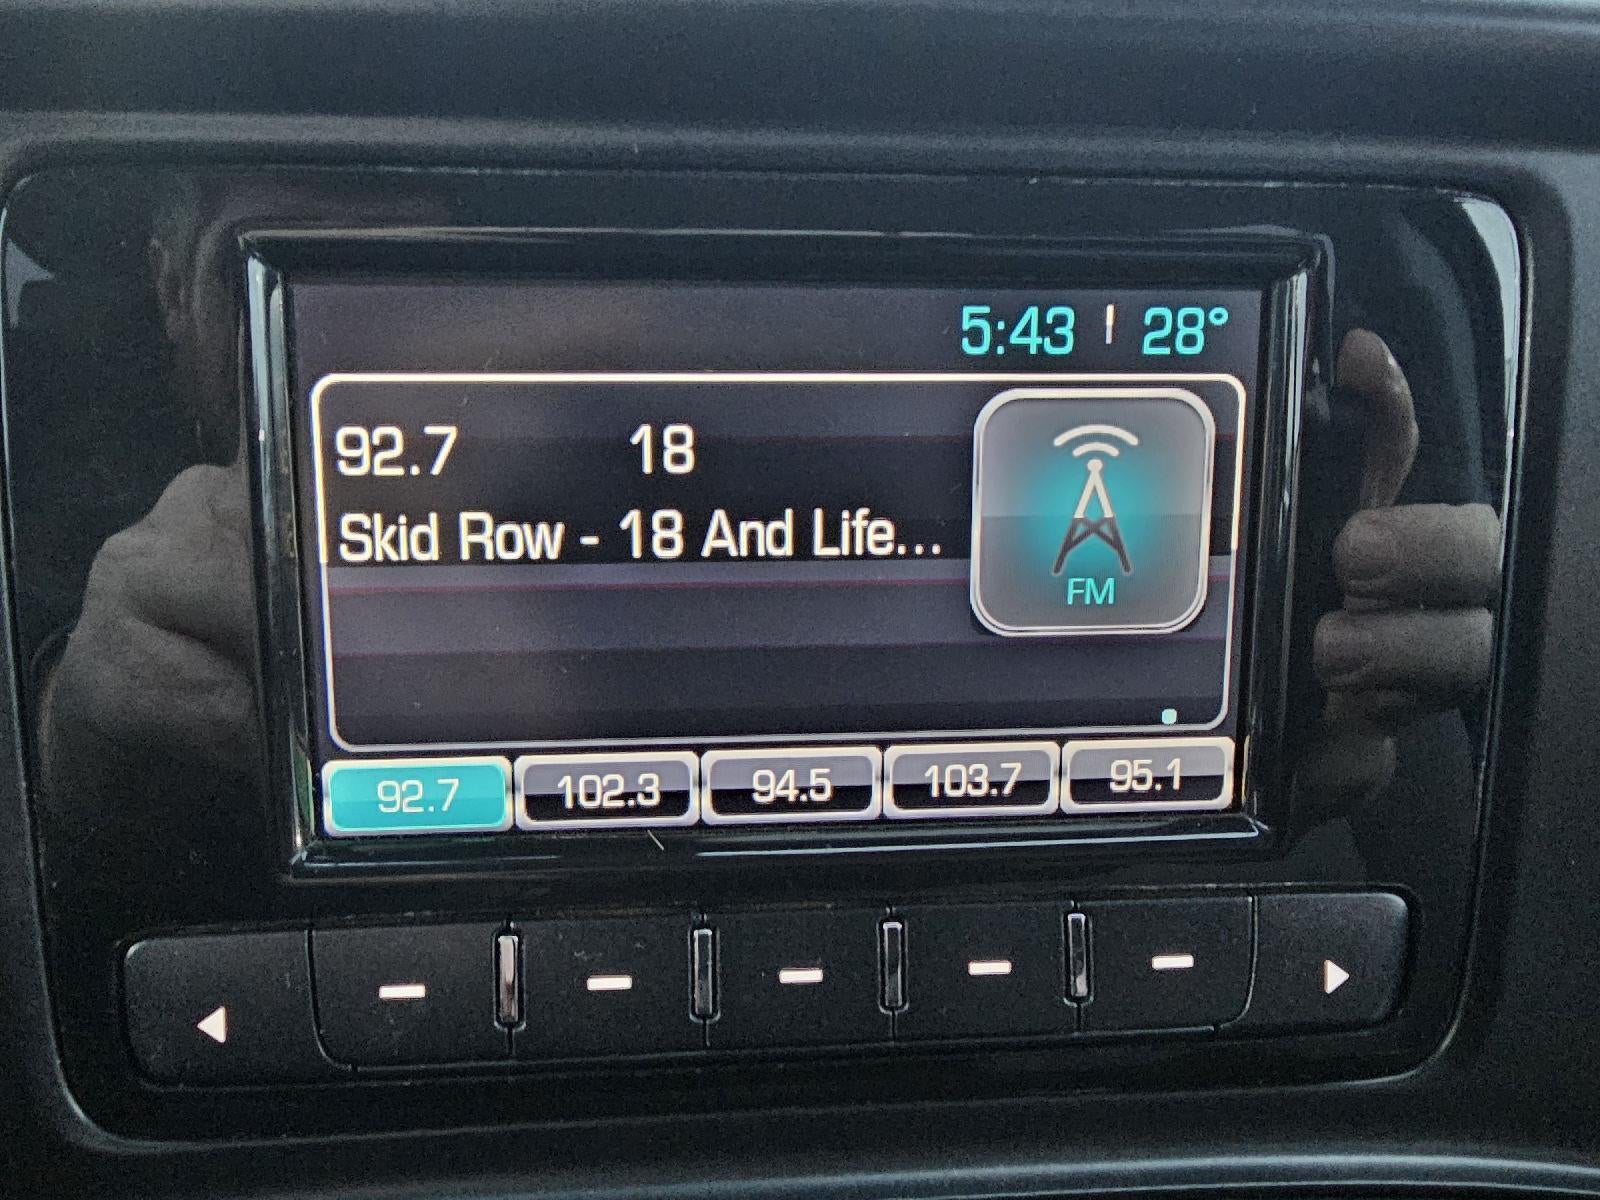 5:43 | 28°
92.7 18
Skid Row - 18 And Life...
FM
92.7 102.3 94.5 103.7 95.1